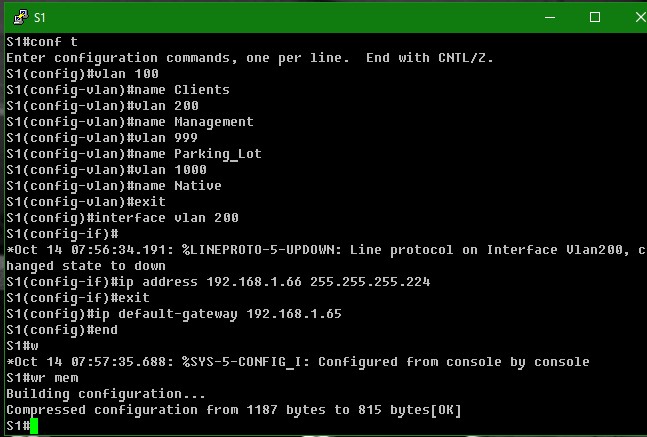 S1
S1#conf t
Enter configuration commands, one per line.  End with CNTL/Z.
S1(config)#vlan 100
S1(config-vlan)#name Clients
S1(config-vlan)#vlan 200
S1(config-vlan)#name Management
S1(config-vlan)#vlan 999
S1(config-vlan)#name Parking_Lot
S1(config-vlan)#vlan 1000
S1(config-vlan)#name Native
S1(config-vlan)#exit
S1(config)#interface vlan 200
S1(config-if)#
*Oct 14 07:56:34.191: %LINEPROTO-5-UPDOWN: Line protocol on Interface Vlan200, c
hanged state to down
S1(config-if)#ip address 192.168.1.66 255.255.255.224
S1(config-if)#exit
S1(config)#ip default-gateway 192.168.1.65
S1(config)#end
S1#w
*Oct 14 07:57:35.688: %SYS-5-CONFIG_I: Configured from console by console
S1#wr mem
Building configuration...
Compressed configuration from 1187 bytes to 815 bytes[OK]
S1#